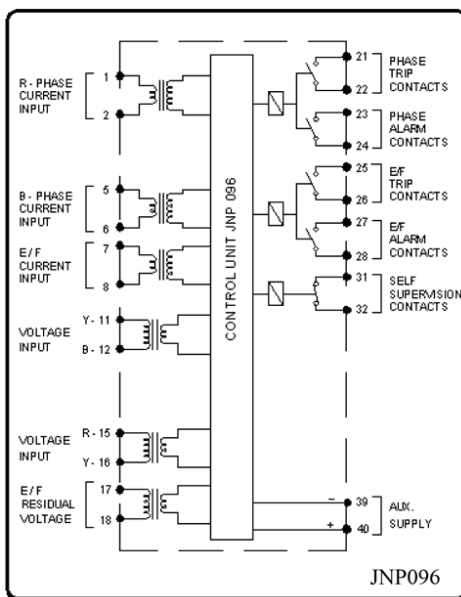 R - PHASE
CURRENT
INPUT
1
2
B - PHASE
CURRENT
INPUT
5
6
E/F
CURRENT
INPUT
7
8
VOLTAGE
INPUT
Y - 11
B - 12
VOLTAGE
INPUT
R - 15
Y - 16
E/F
RESIDUAL
VOLTAGE
17
18
CONTROL UNIT JNP 096
21
22
PHASE
TRIP
CONTACTS
23
24
PHASE
ALARM
CONTACTS
25
26
E/F
TRIP
CONTACTS
27
28
E/F
ALARM
CONTACTS
31
32
SELF
SUPERVISION
CONTACTS
- 39
+ 40
AUX.
SUPPLY
JNP096